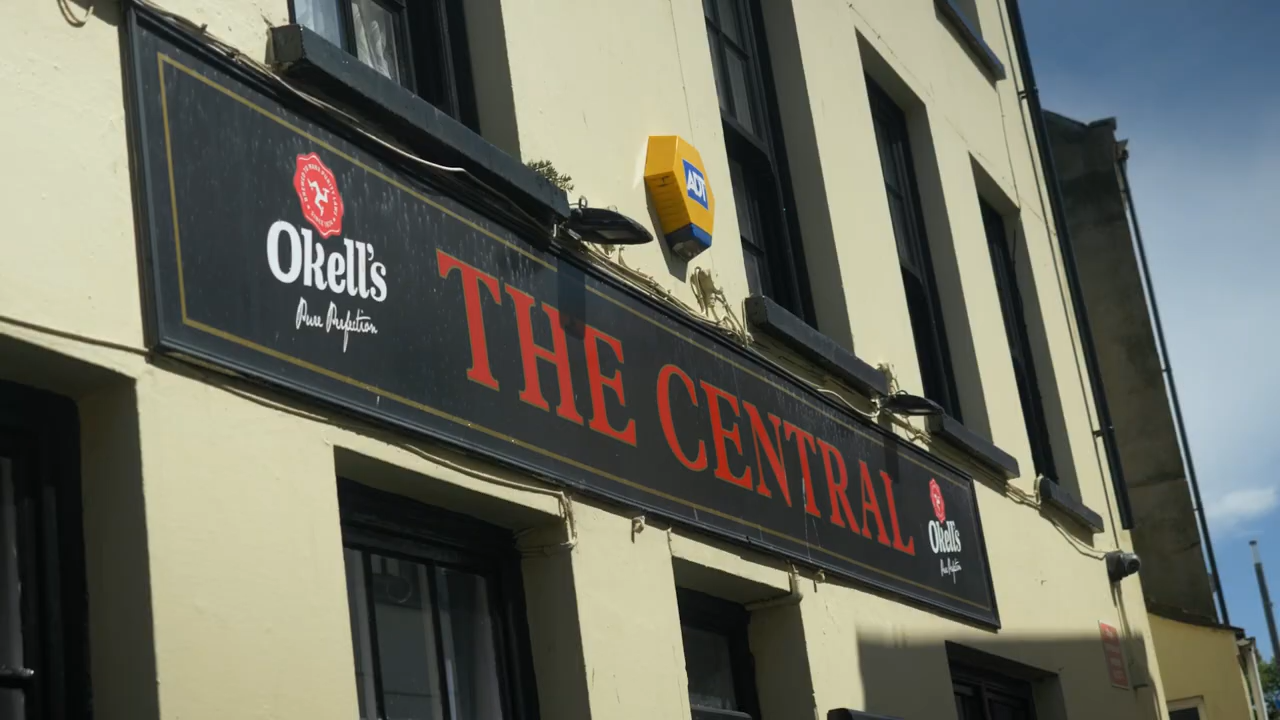 Okell's
Pure Perfection
THE CENTRAL
ADT
Okell's
Pure Perfection